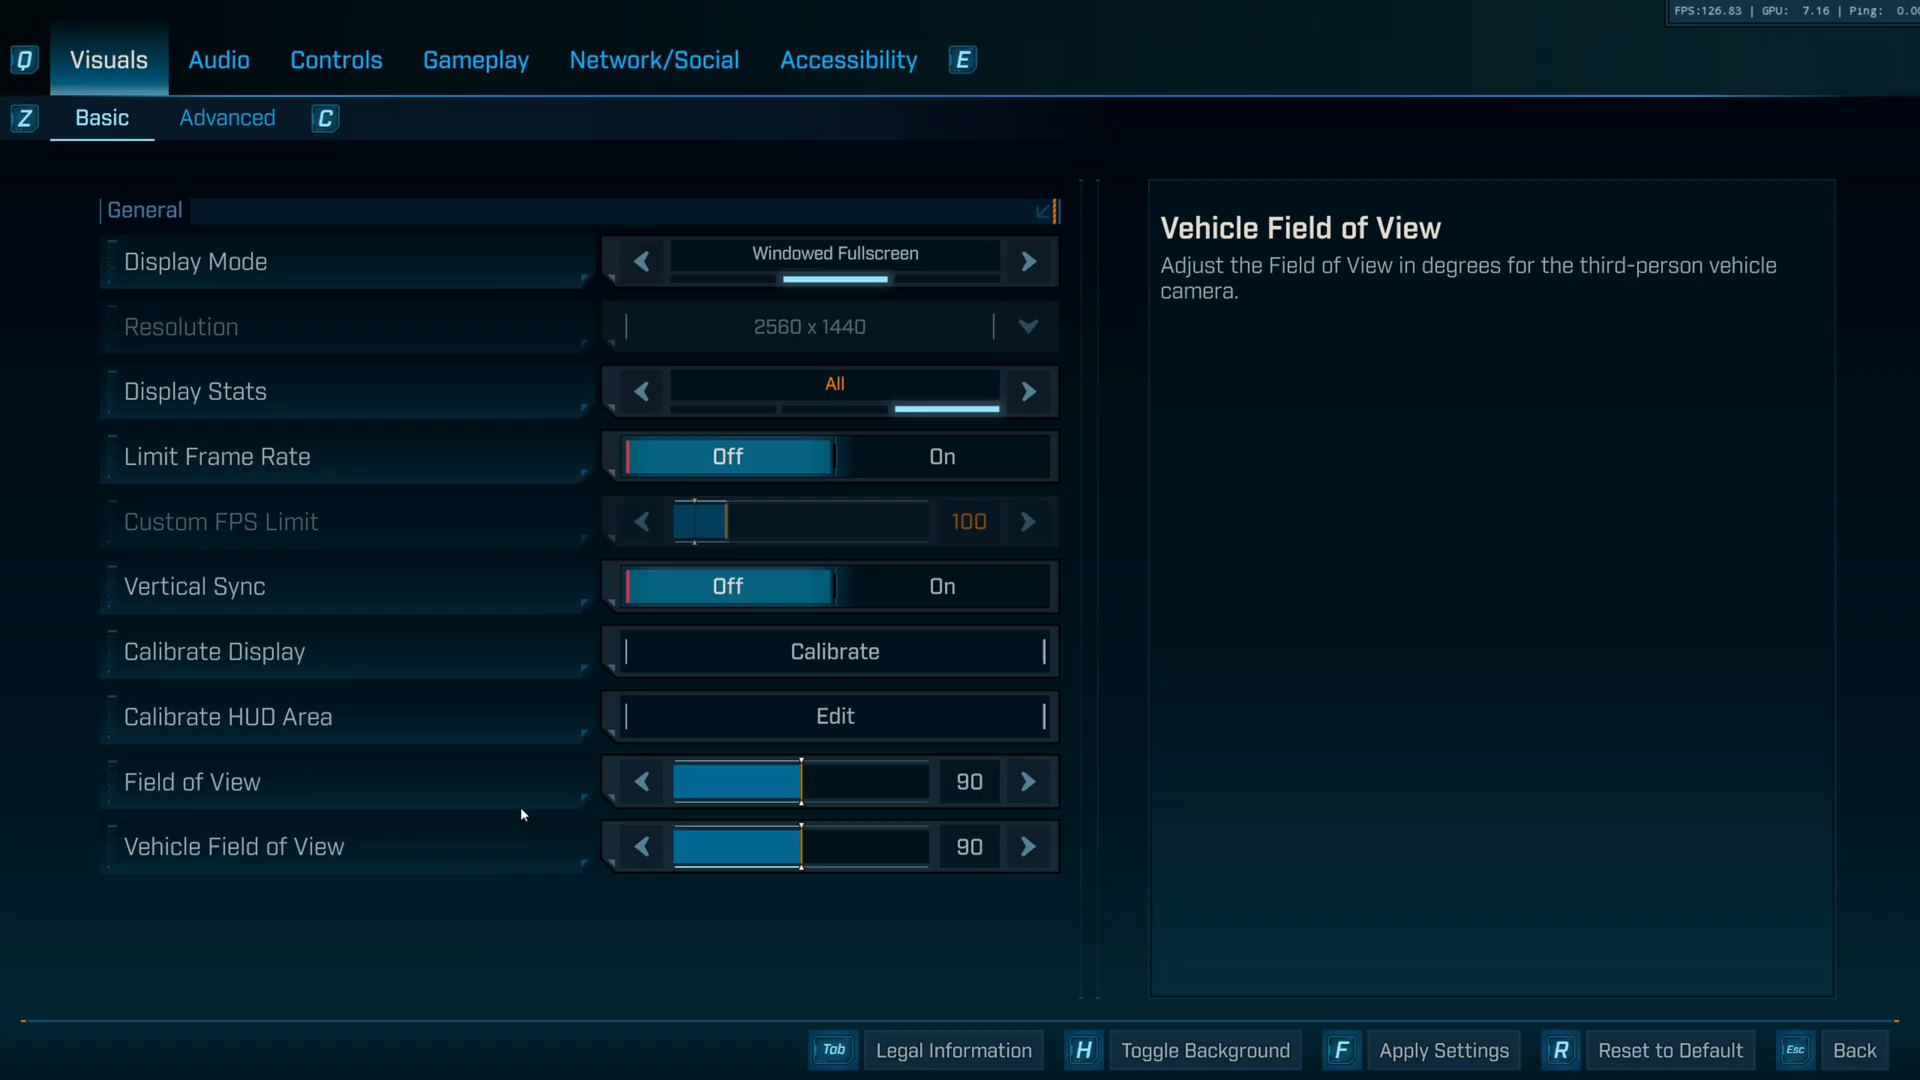 FPS:126.83 | GPU: 7.16 | Ping: 0.00
Q Visuals Audio Controls Gameplay Network/Social Accessibility E
Z Basic Advanced C
General
Display Mode Windowed Fullscreen
Resolution 2560 x 1440
Display Stats All
Limit Frame Rate Off On
Custom FPS Limit 100
Vertical Sync Off On
Calibrate Display Calibrate
Calibrate HUD Area Edit
Field of View 90
Vehicle Field of View 90
Vehicle Field of View
Adjust the Field of View in degrees for the third-person vehicle
camera.
Tab Legal Information H Toggle Background F Apply Settings R Reset to Default Esc Back